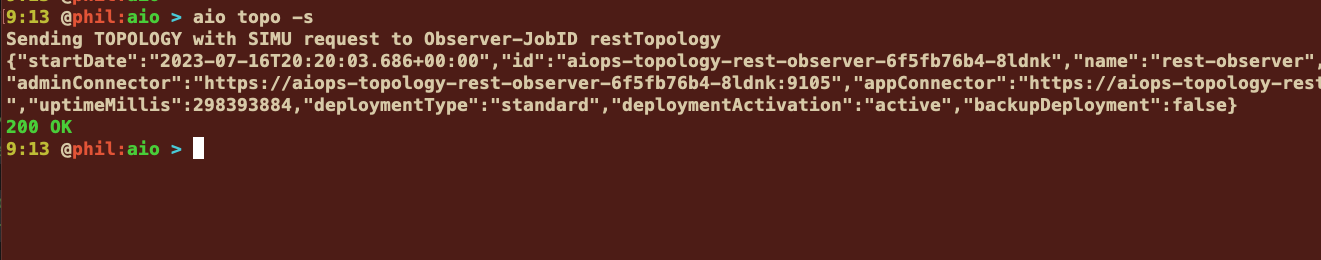 9:13 @phil:aio > aio topo -s
Sending TOPOLOGY with SIMU request to Observer-JobID restTopology
{"startDate":"2023-07-16T20:20:03.686+00:00","id":"aiops-topology-rest-observer-6f5fb76b4-8ldnk","name":"rest-observer",
"adminConnector":"https://aiops-topology-rest-observer-6f5fb76b4-8ldnk:9105","appConnector":"https://aiops-topology-rest
","uptimeMillis":298393884,"deploymentType":"standard","deploymentActivation":"active","backupDeployment":false}
200 OK
9:13 @phil:aio >